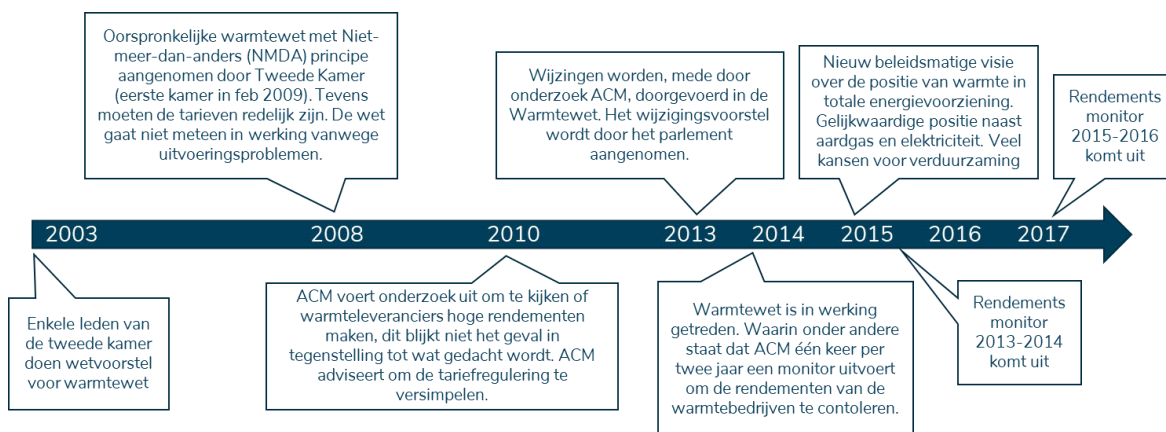 Oorspronkelijke warmtewet met Niet-
meer-dan-anders (NMDA) principe
aangenomen door Tweede Kamer
(eerste kamer in feb 2009). Tevens
moeten de tarieven redelijk zijn. De wet
gaat niet meteen in werking vanwege
uitvoeringsproblemen.
Wijzingen worden, mede door
onderzoek ACM, doorgevoerd in de
Warmtewet. Het wijzigingsvoorstel
wordt door het parlement
aangenomen.
Nieuw beleidsmatige visie
over de positie van warmte in
totale energievoorziening.
Gelijkwaardige positie naast
aardgas en elektriciteit. Veel
kansen voor verduurzaming
Rendements
monitor
2015-2016
komt uit
2003 2008 2010 2013 2014 2015 2016 2017
Enkele leden van
de tweede kamer
doen wetvoorstel
voor warmtewet
ACM voert onderzoek uit om te kijken of
warmteleveranciers hoge rendementen
maken, dit blijkt niet het geval in
tegenstelling tot wat gedacht wordt. ACM
adviseert om de tariefregulering te
versimpelen.
Warmtewet is in werking
getreden. Waarin onder andere
staat dat ACM één keer per
twee jaar een monitor uitvoert
om de rendementen van de
warmtebedrijven te contoleren.
Rendements
monitor
2013-2014
komt uit